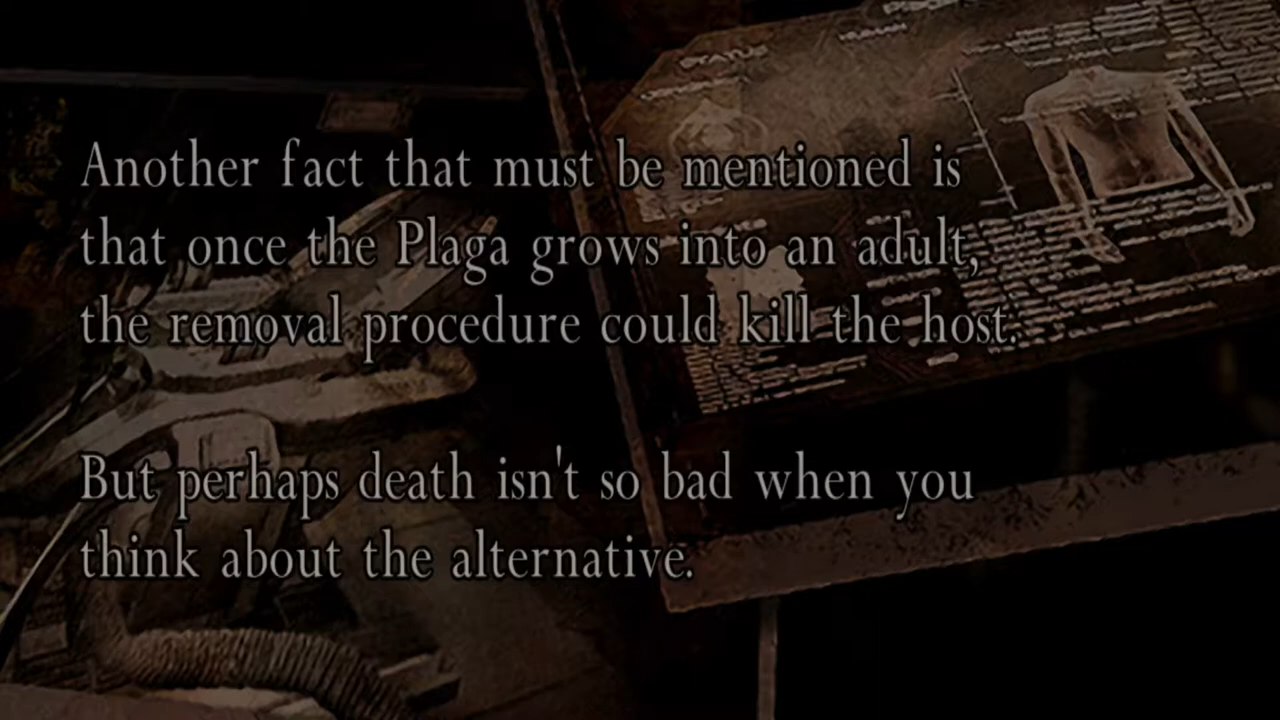 Another fact that must be mentioned is
that once the Plaga grows into an adult,
the removal procedure could kill the host.
But perhaps death isn't so bad when you
think about the alternative.